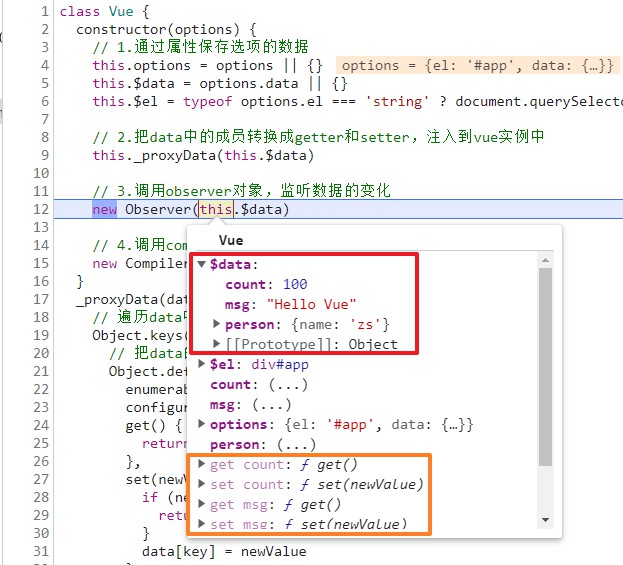 1 class Vue {
2 constructor(options) {
3 // 1.通过属性保存选项的数据
4 this.options = options || {} options = {el: '#app', data: {…}}
5 this.$data = options.data || {}
6 this.$el = typeof options.el === 'string' ? document.querySelecto
7
8 // 2.把data中的成员转换成getter和setter，注入到vue实例中
9 this._proxyData(this.$data)
10
11 // 3.调用observer对象，监听数据的变化
12 new Observer(this.$data)
13
Vue
14 // 4.调用com
15 new Compiler
16 }
17 _proxyData(dat
18 // 遍历data
19 Object.keys(
20 // 把data的
21 Object.def
22 enumerabl
23 configur
24 get() {
25 return
26 },
27 set(newV
28 if (ne
29 ret
30 }
31 data[key] = newValue
$data:
count: 100
msg: "Hello Vue"
person: {name: 'zs'}
[[Prototype]]: Object
$el: div#app
count: (...)
msg: (...)
options: {el: '#app', data: {…}}
person: (...)
get count: ƒ get()
set count: ƒ set(newValue)
get msg: ƒ get()
set msg: ƒ set(newValue)